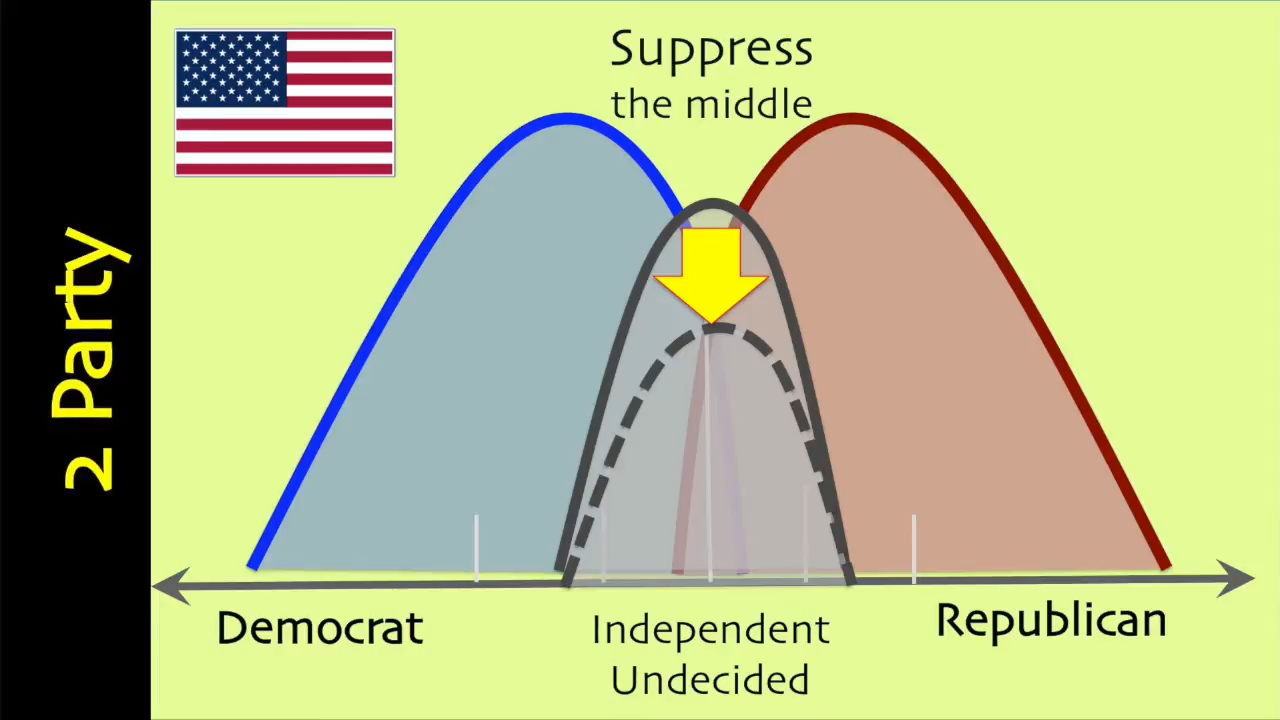 2 Party
Suppress
the middle
Democrat
Independent
Undecided
Republican